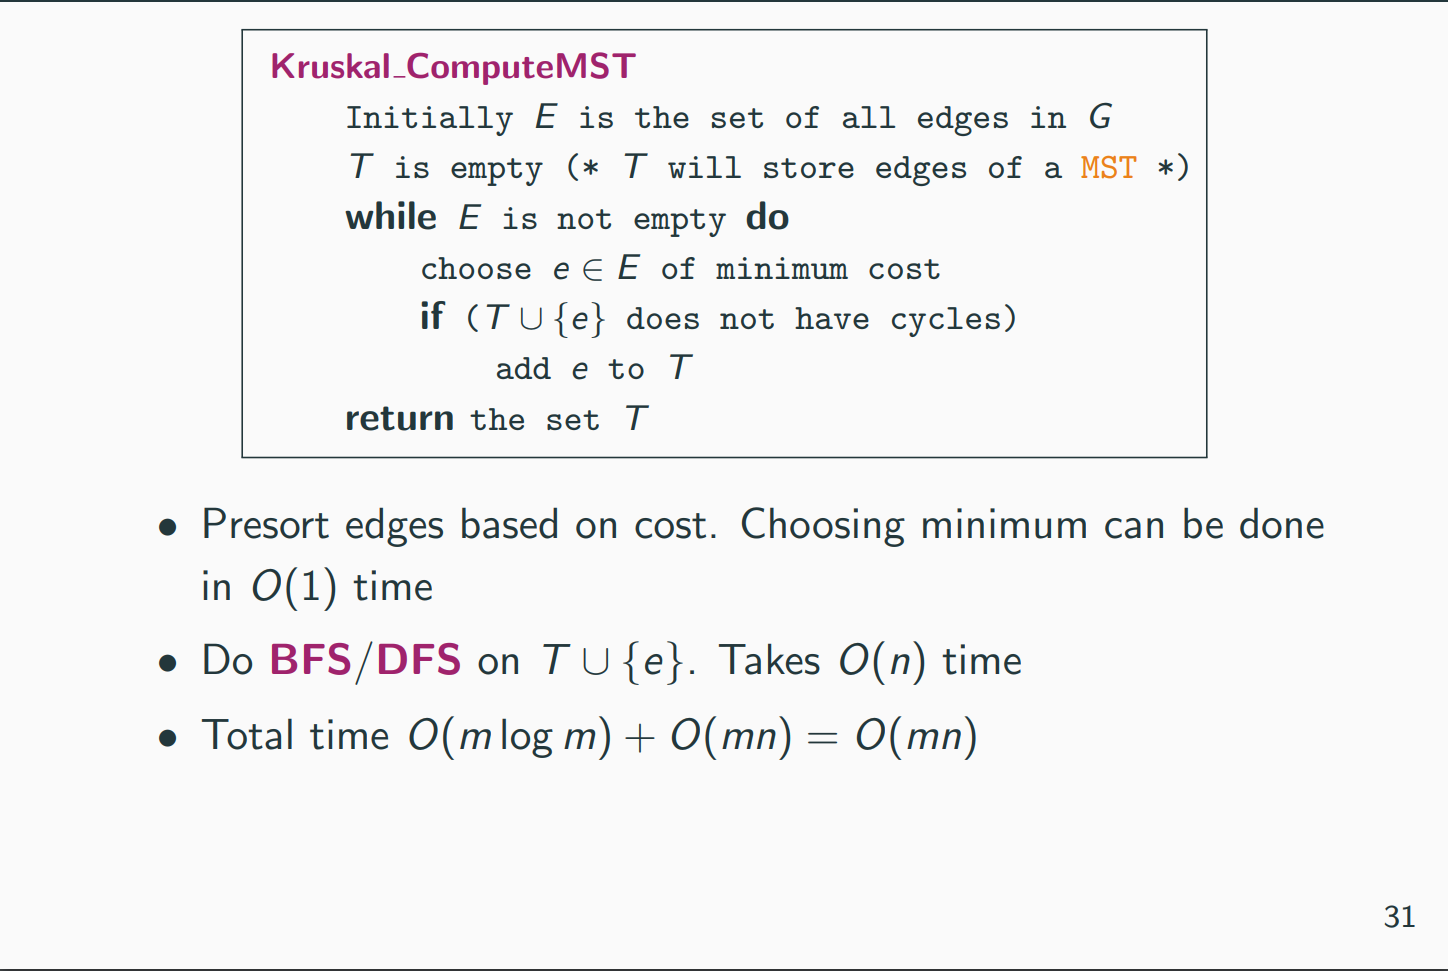 Kruskal_ComputeMST
Initially E is the set of all edges in G
T is empty (* T will store edges of a MST *)
while E is not empty do
choose e ∈ E of minimum cost
if (T ∪ {e} does not have cycles)
add e to T
return the set T
• Presort edges based on cost. Choosing minimum can be done
in O(1) time
• Do BFS/DFS on T ∪ {e}. Takes O(n) time
• Total time O(m log m) + O(mn) = O(mn)
31